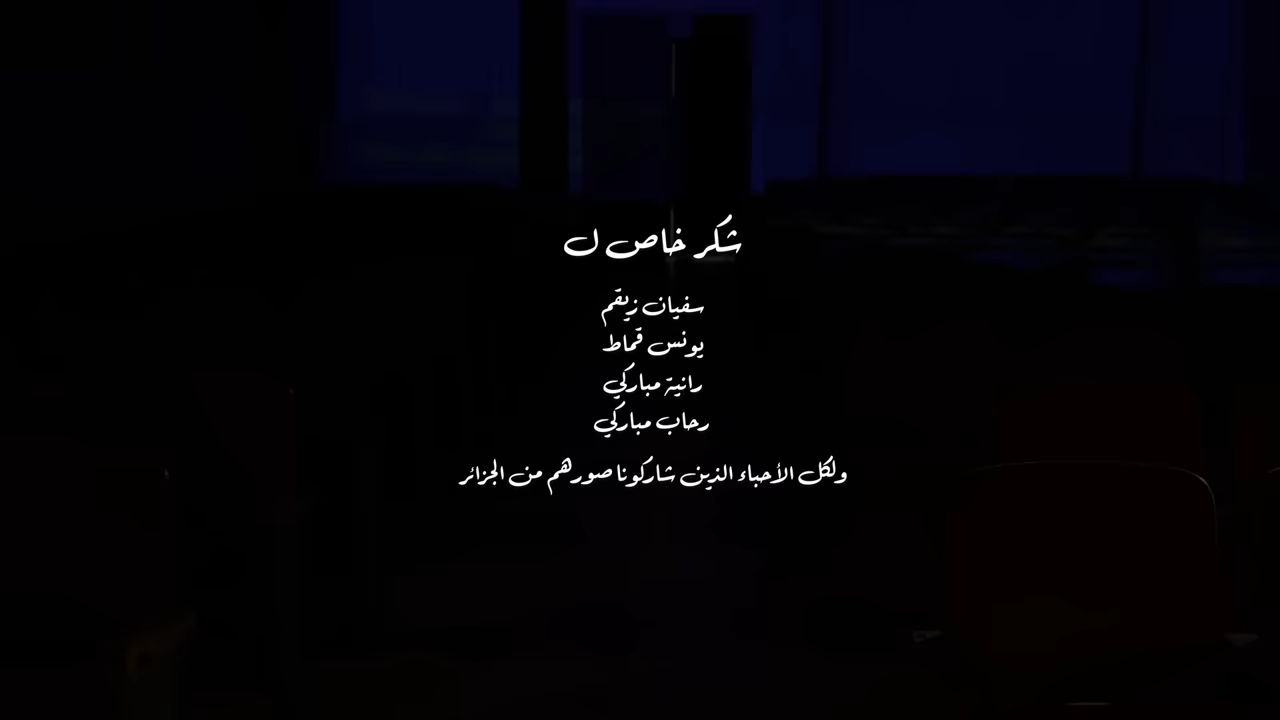 شكر خاص ل
سفيان زيقم
يونس قماط
رانية مباركي
رحاب مباركي
ولكل الأحباء الذين شاركونا صورهم من الجزائر